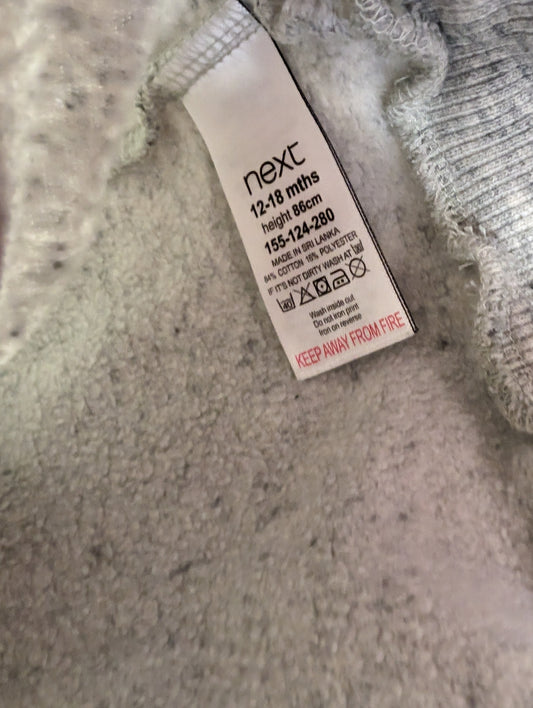 next
12-18 mths
height 86cm
155-124-280
MADE IN SRI LANKA
84% COTTON 16% POLYESTER
IF IT'S NOT DIRTY WASH AT 30
40
Wash inside out
Do not iron print
Iron on reverse
KEEP AWAY FROM FIRE